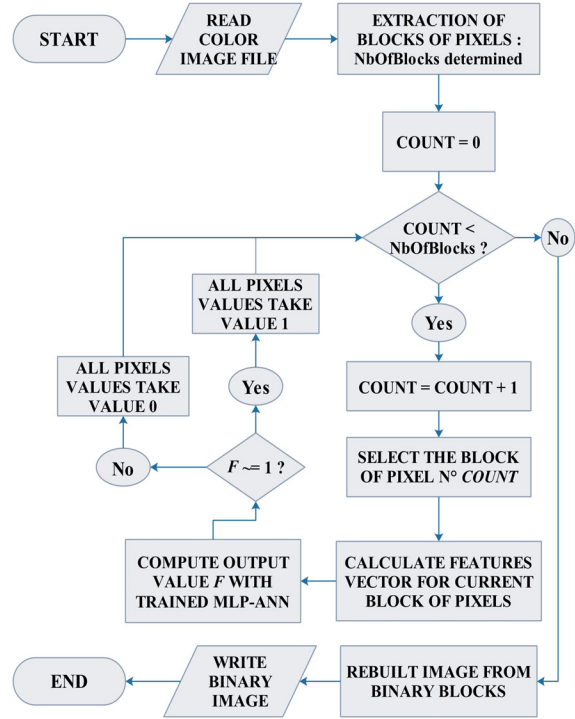 START
READ
COLOR
IMAGE FILE
EXTRACTION OF
BLOCKS OF PIXELS :
NbOfBlocks determined
COUNT = 0
COUNT <
NbOfBlocks ?
No
Yes
COUNT = COUNT + 1
SELECT THE BLOCK
OF PIXEL N° COUNT
CALCULATE FEATURES
VECTOR FOR CURRENT
BLOCK OF PIXELS
COMPUTE OUTPUT
VALUE F WITH
TRAINED MLP-ANN
F ~= 1 ?
Yes
ALL PIXELS
VALUES TAKE
VALUE 1
No
ALL PIXELS
VALUES TAKE
VALUE 0
REBUILT IMAGE FROM
BINARY BLOCKS
WRITE
BINARY
IMAGE
END